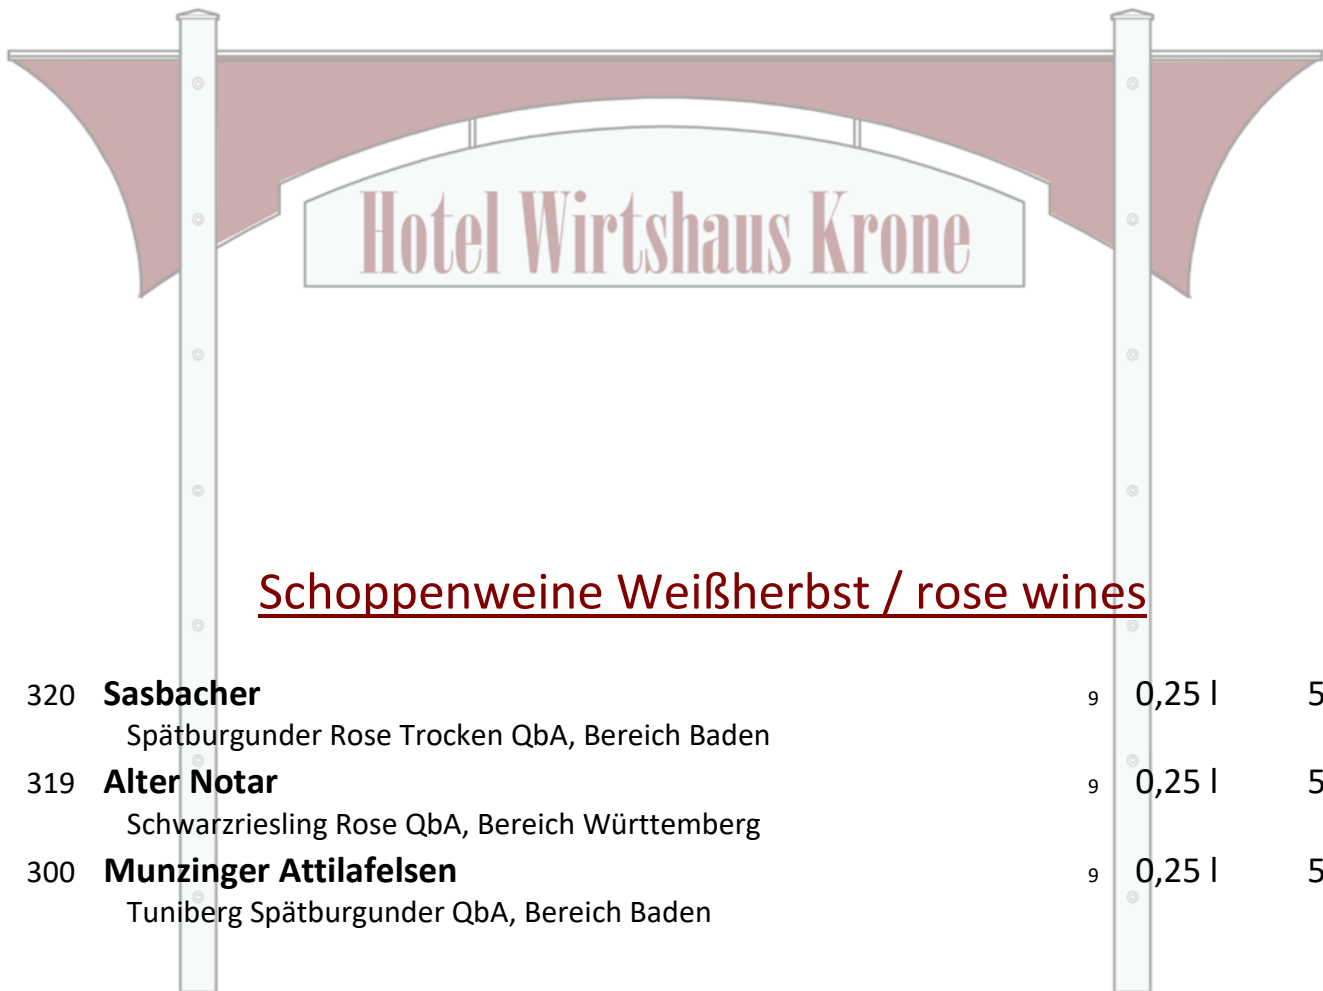 Hotel Wirtshaus Krone
Schoppenweine Weißherbst / rose wines
320 Sasbacher 9 0,25 l 5
Spätburgunder Rose Trocken QbA, Bereich Baden
319 Alter Notar 9 0,25 l 5
Schwarzriesling Rose QbA, Bereich Württemberg
300 Munzinger Attilafelsen 9 0,25 l 5
Tuniberg Spätburgunder QbA, Bereich Baden